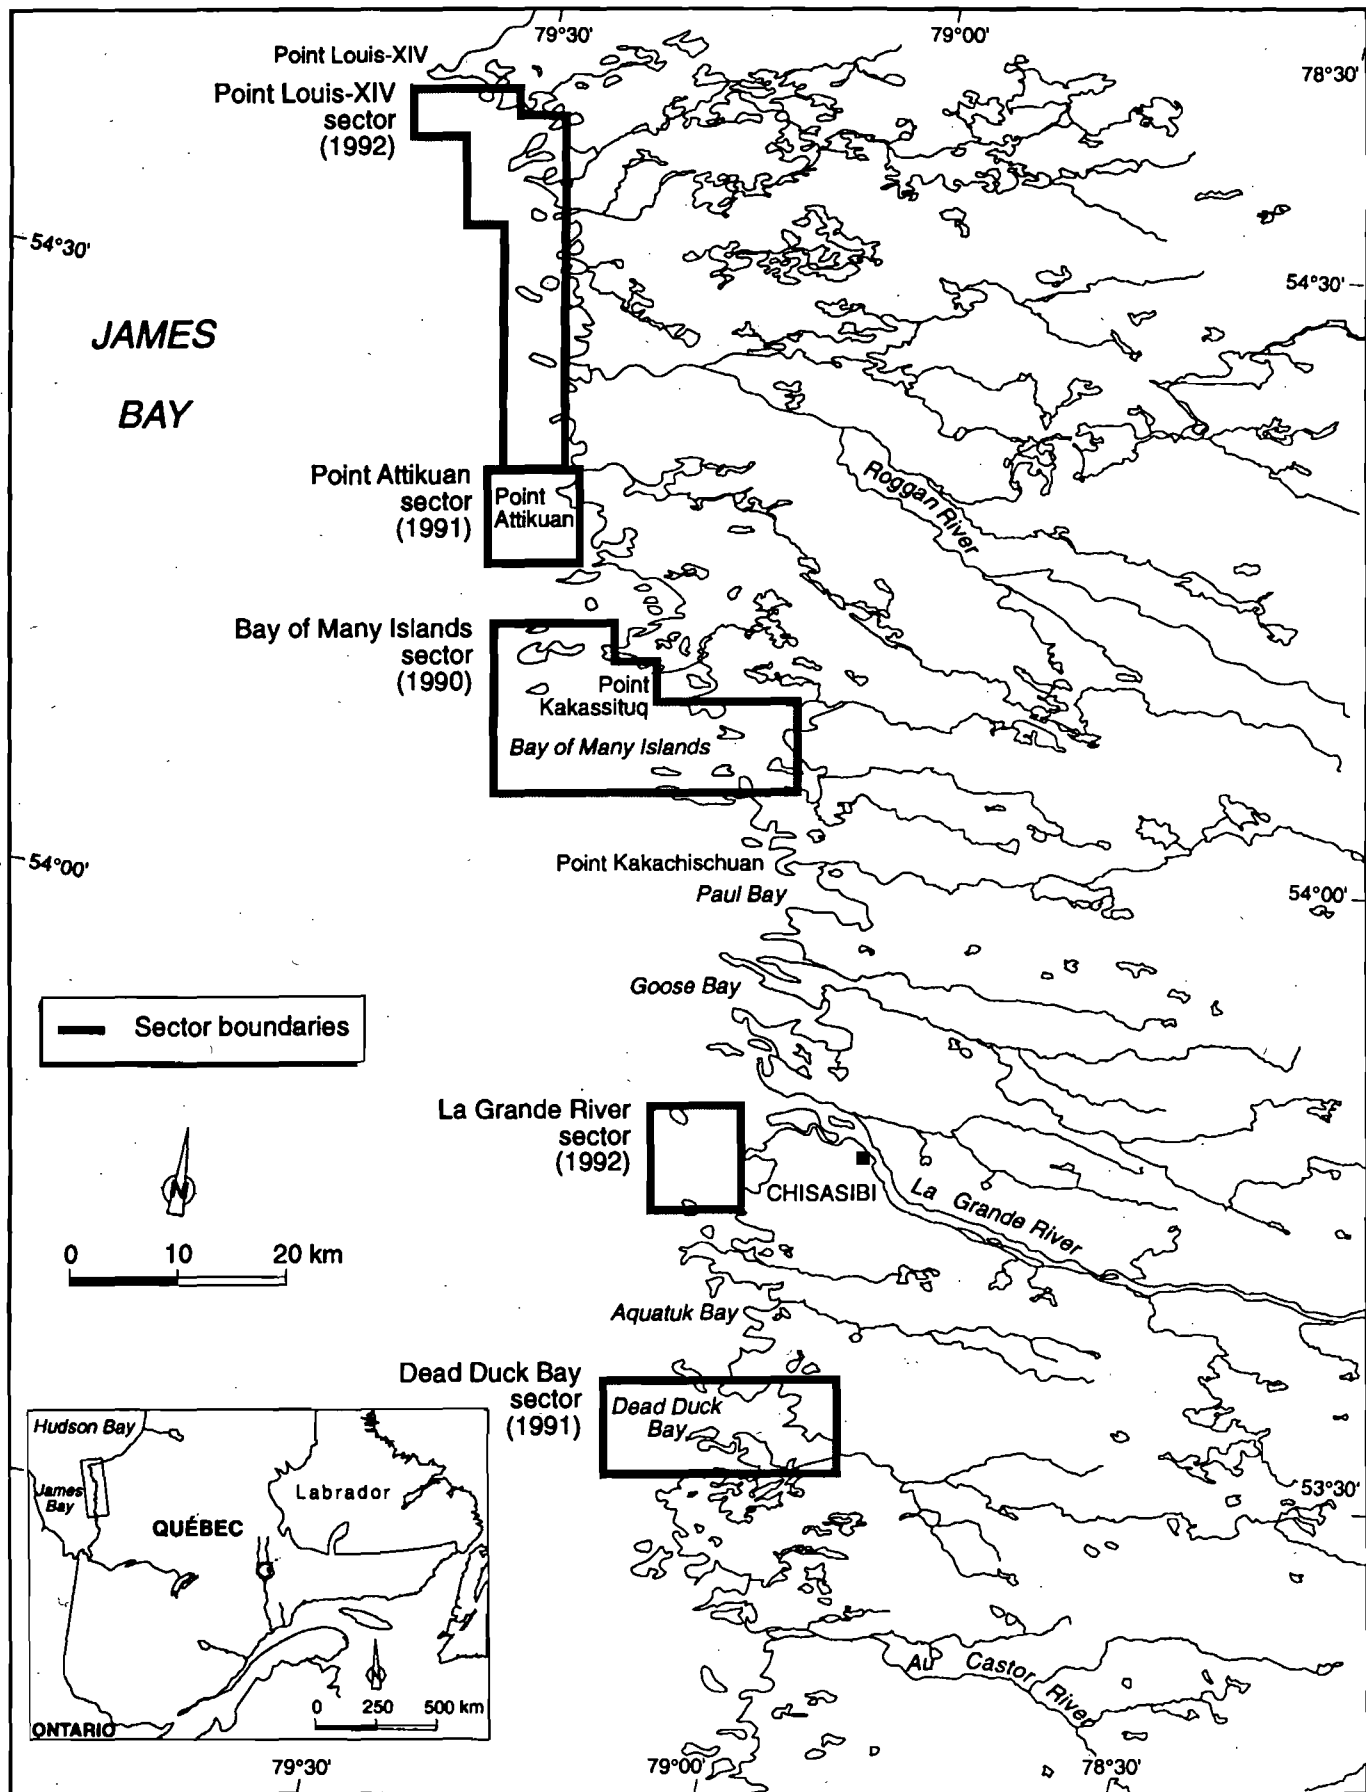 79°30'
79°00'
78°30'
Point Louis-XIV
Point Louis-XIV
sector
(1992)
54°30'
54°30'
JAMES
BAY
Point Attikuan
sector
(1991)
Point
Attikuan
Roggan River
Bay of Many Islands
sector
(1990)
Point
Kakassituq
Bay of Many Islands
Point Kakachischuan
54°00'
Paul Bay
54°00'
Goose Bay
Sector boundaries
La Grande River
sector
(1992)
CHISASIBI
La Grande River
N
0 10 20 km
Aquatuk Bay
Dead Duck Bay
sector
(1991)
Dead Duck
Bay
53°30'
Hudson Bay
James
Bay
Labrador
QUÉBEC
N
0 250 500 km
ONTARIO
Au Castor River
79°30'
79°00'
78°30'